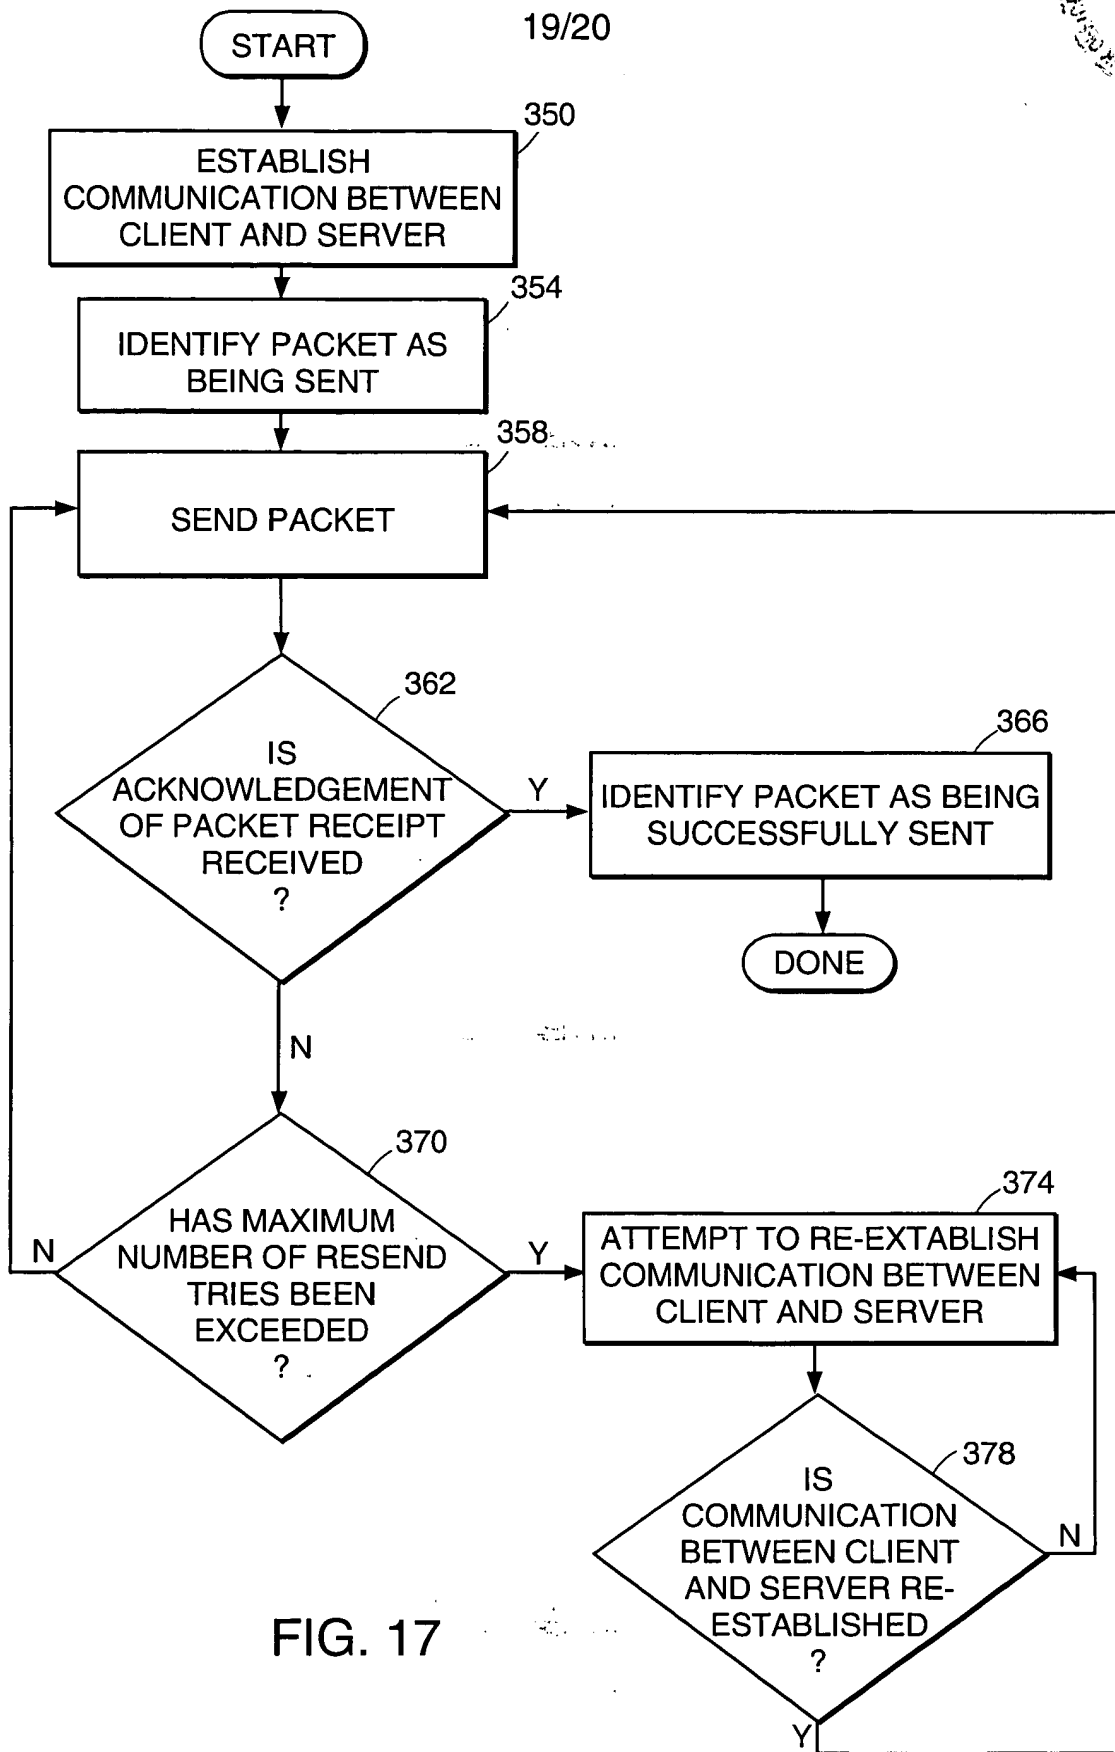 19/20
START
350
ESTABLISH
COMMUNICATION BETWEEN
CLIENT AND SERVER
354
IDENTIFY PACKET AS
BEING SENT
358
SEND PACKET
362
IS
ACKNOWLEDGEMENT
OF PACKET RECEIPT
RECEIVED
?
Y
366
IDENTIFY PACKET AS BEING
SUCCESSFULLY SENT
DONE
N
370
HAS MAXIMUM
NUMBER OF RESEND
TRIES BEEN
EXCEEDED
?
N
Y
374
ATTEMPT TO RE-EXTABLISH
COMMUNICATION BETWEEN
CLIENT AND SERVER
378
IS
COMMUNICATION
BETWEEN CLIENT
AND SERVER RE-
ESTABLISHED
?
N
Y
FIG. 17